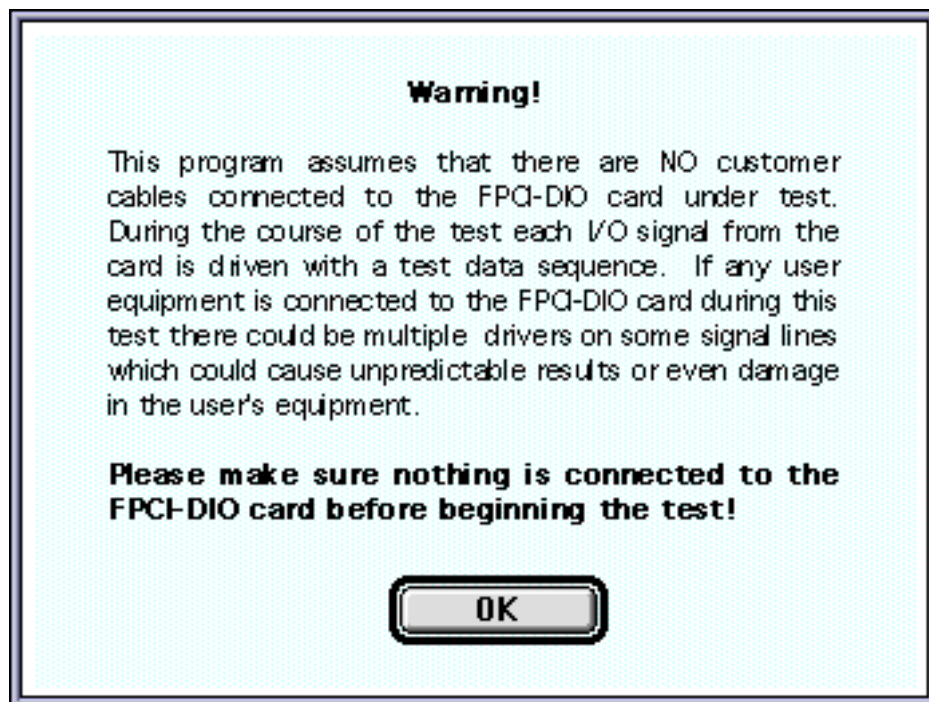 Warning!
This program assumes that there are NO customer
cables connected to the FPCI-DIO card under test.
During the course of the test each I/O signal from the
card is driven with a test data sequence. If any user
equipment is connected to the FPCI-DIO card during this
test there could be multiple drivers on some signal lines
which could cause unpredictable results or even damage
in the user's equipment.
Please make sure nothing is connected to the
FPCI-DIO card before beginning the test!
OK